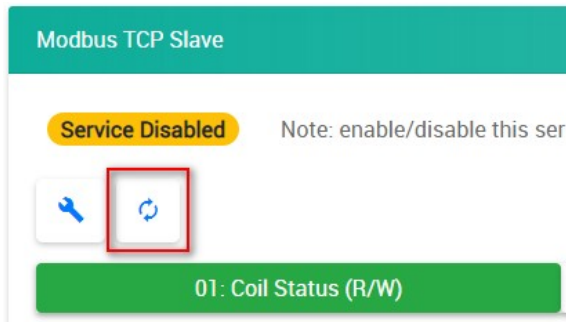 Modbus TCP Slave
Service Disabled Note: enable/disable this ser
01: Coil Status (R/W)